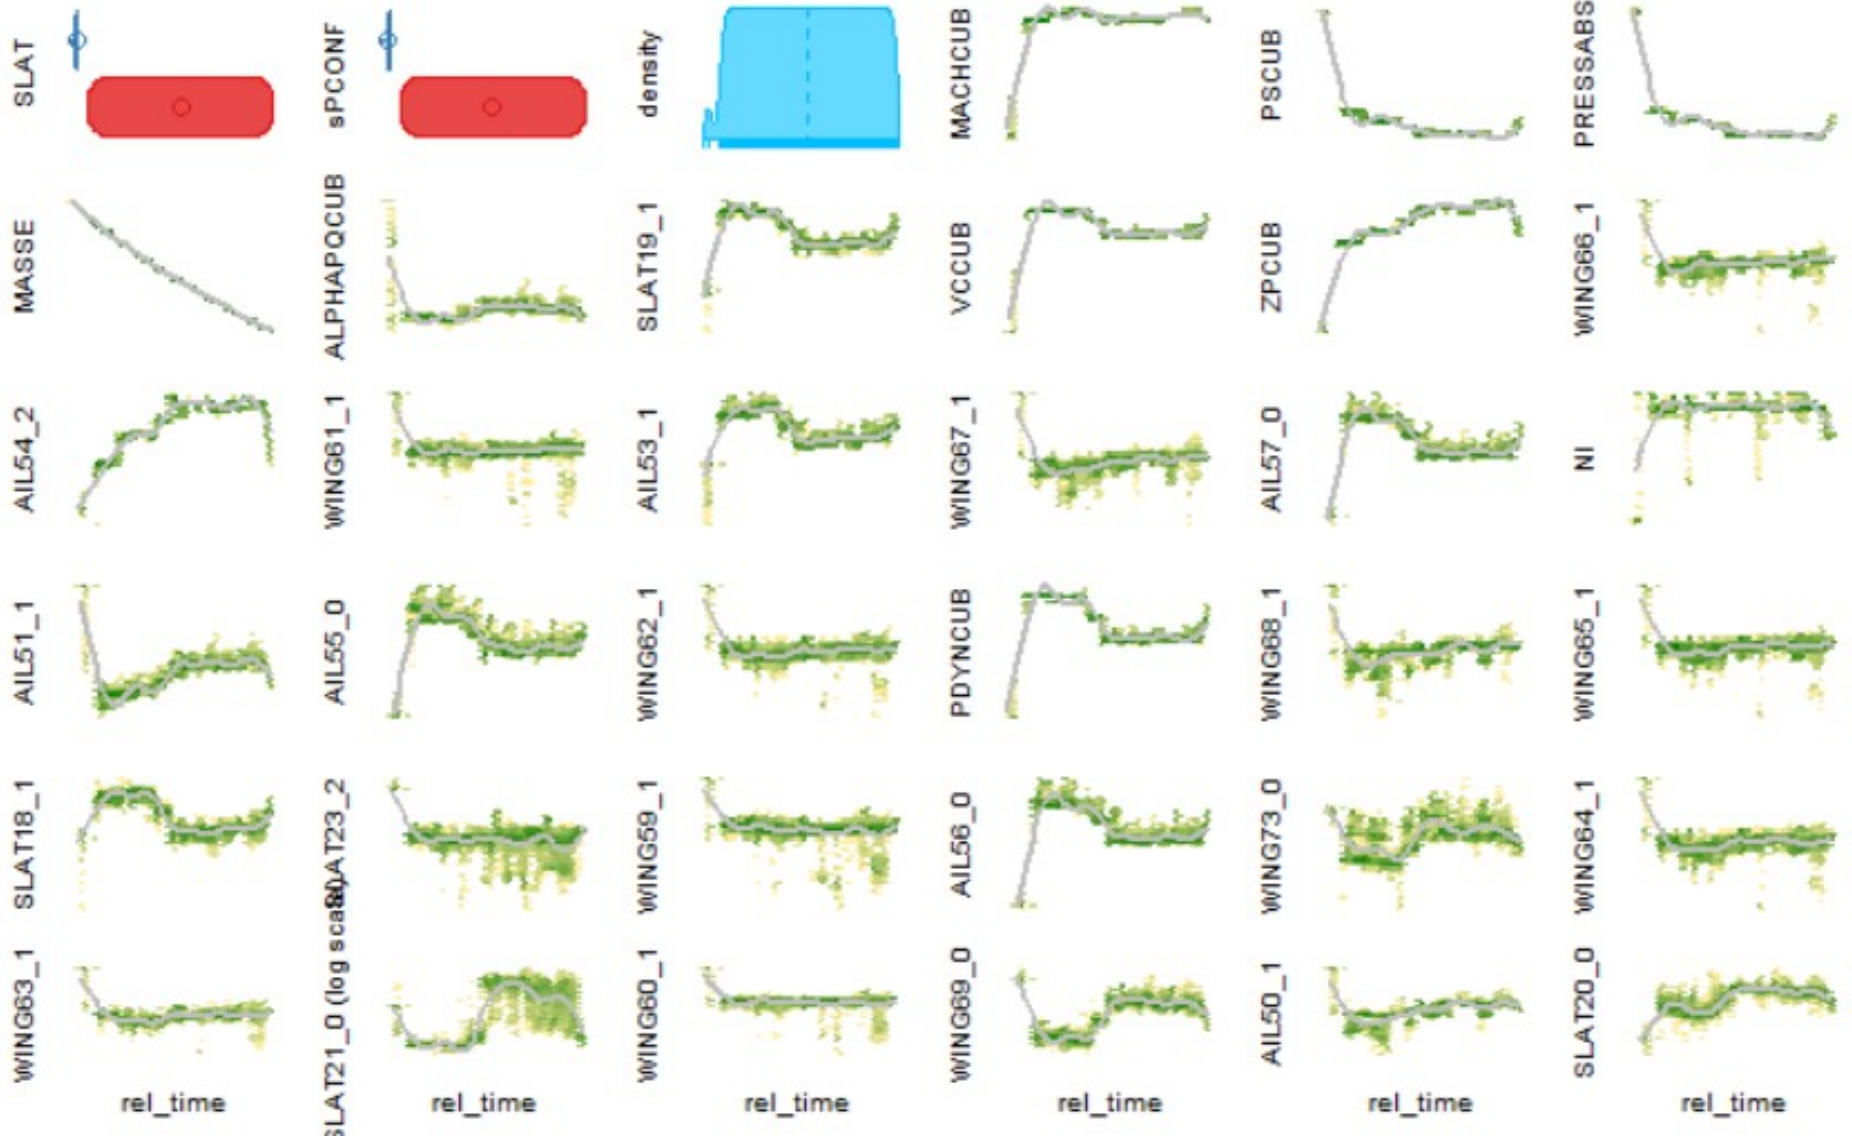 SLAT
sPCONF
density
MACHCUB
PSCUB
PRESSABS
MASSE
ALPHAPQCUB
SLAT19_1
VCCUB
ZPCUB
WING66_1
AIL54_2
WING61_1
AIL53_1
WING67_1
AIL57_0
NI
AIL51_1
AIL55_0
WING62_1
PDYNCUB
WING68_1
WING65_1
SLAT18_1
SLAT23_2
WING59_1
AIL56_0
WING73_0
WING64_1
WING63_1
SLAT21_0 (log scale)
WING60_1
WING69_0
AIL50_1
SLAT20_0
rel_time
rel_time
rel_time
rel_time
rel_time
rel_time